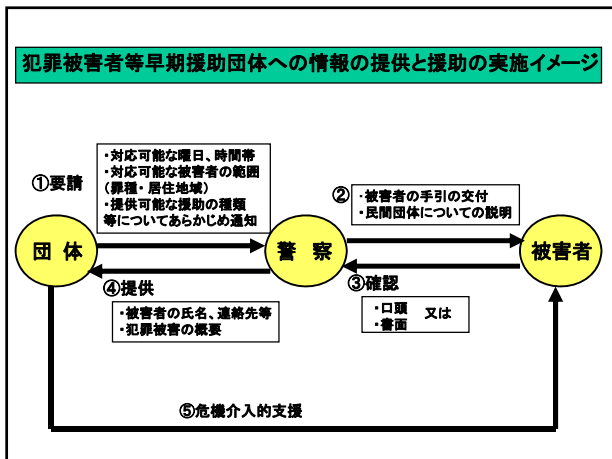 犯罪被害者等早期援助団体への情報の提供と援助の実施イメージ
①要請
・対応可能な曜日、時間帯
・対応可能な被害者の範囲
(罪種・居住地域)
・提供可能な援助の種類
等についてあらかじめ通知
②
・被害者の手引の交付
・民間団体についての説明
団 体
警 察
被害者
④提供
・被害者の氏名、連絡先等
・犯罪被害の概要
③確認
・口頭 又は
・書面
⑤危機介入的支援